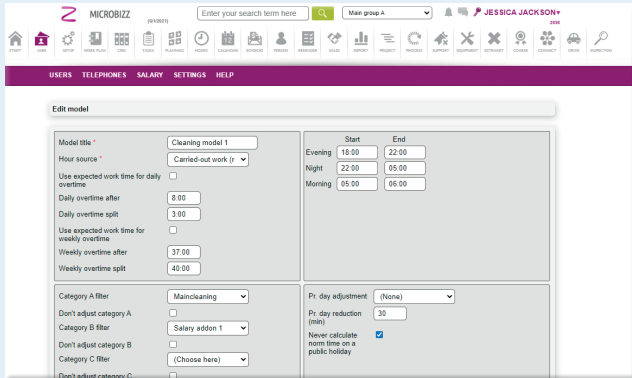 MICROBIZZ
(Q1/2021)
Enter your search term here
Main group A
JESSICA JACKSON
2030
START
JOBS
SETUP
WORK PLAN
CRM
TODOS
PLANNING
HOURS
CALENDAR
INVOICES
PERSON
RESOURCE
SALES
REPORT
PROJECT
PROCESS
SUPPORT
EQUIPMENT
INTRANET
COURSE
CONNECT
DRIVE
INSPECTION
USERS TELEPHONES SALARY SETTINGS HELP
Edit model
Model title * Cleaning model 1
Hour source * Carried-out work (r
Use expected work time for daily
overtime
Daily overtime after 8:00
Daily overtime split 3:00
Use expected work time for
weekly overtime
Weekly overtime after 37:00
Weekly overtime split 40:00
Start End
Evening 18:00 22:00
Night 22:00 05:00
Morning 05:00 06:00
Category A filter Maincleaning
Don't adjust category A
Category B filter Salary addon 1
Don't adjust category B
Category C filter (Choose here)
Don't adjust category C
Pr. day adjustment (None)
Pr. day reduction 30
(min)
Never calculate
norm time on a
public holiday